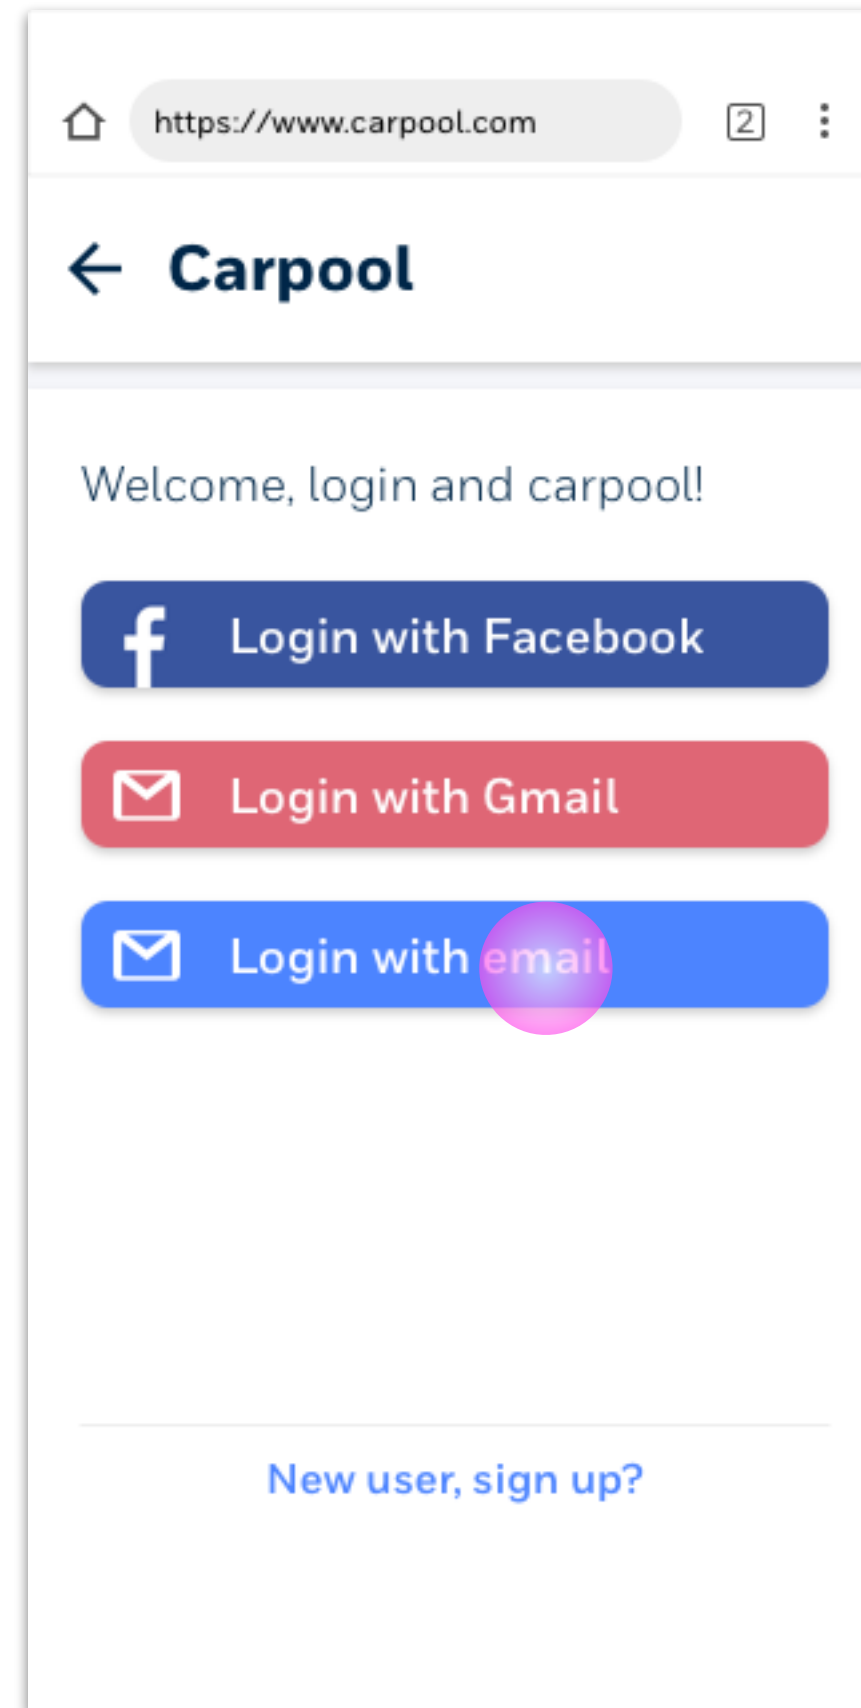 https://www.carpool.com 2
Carpool
Welcome, login and carpool!
Login with Facebook
Login with Gmail
Login with email
New user, sign up?